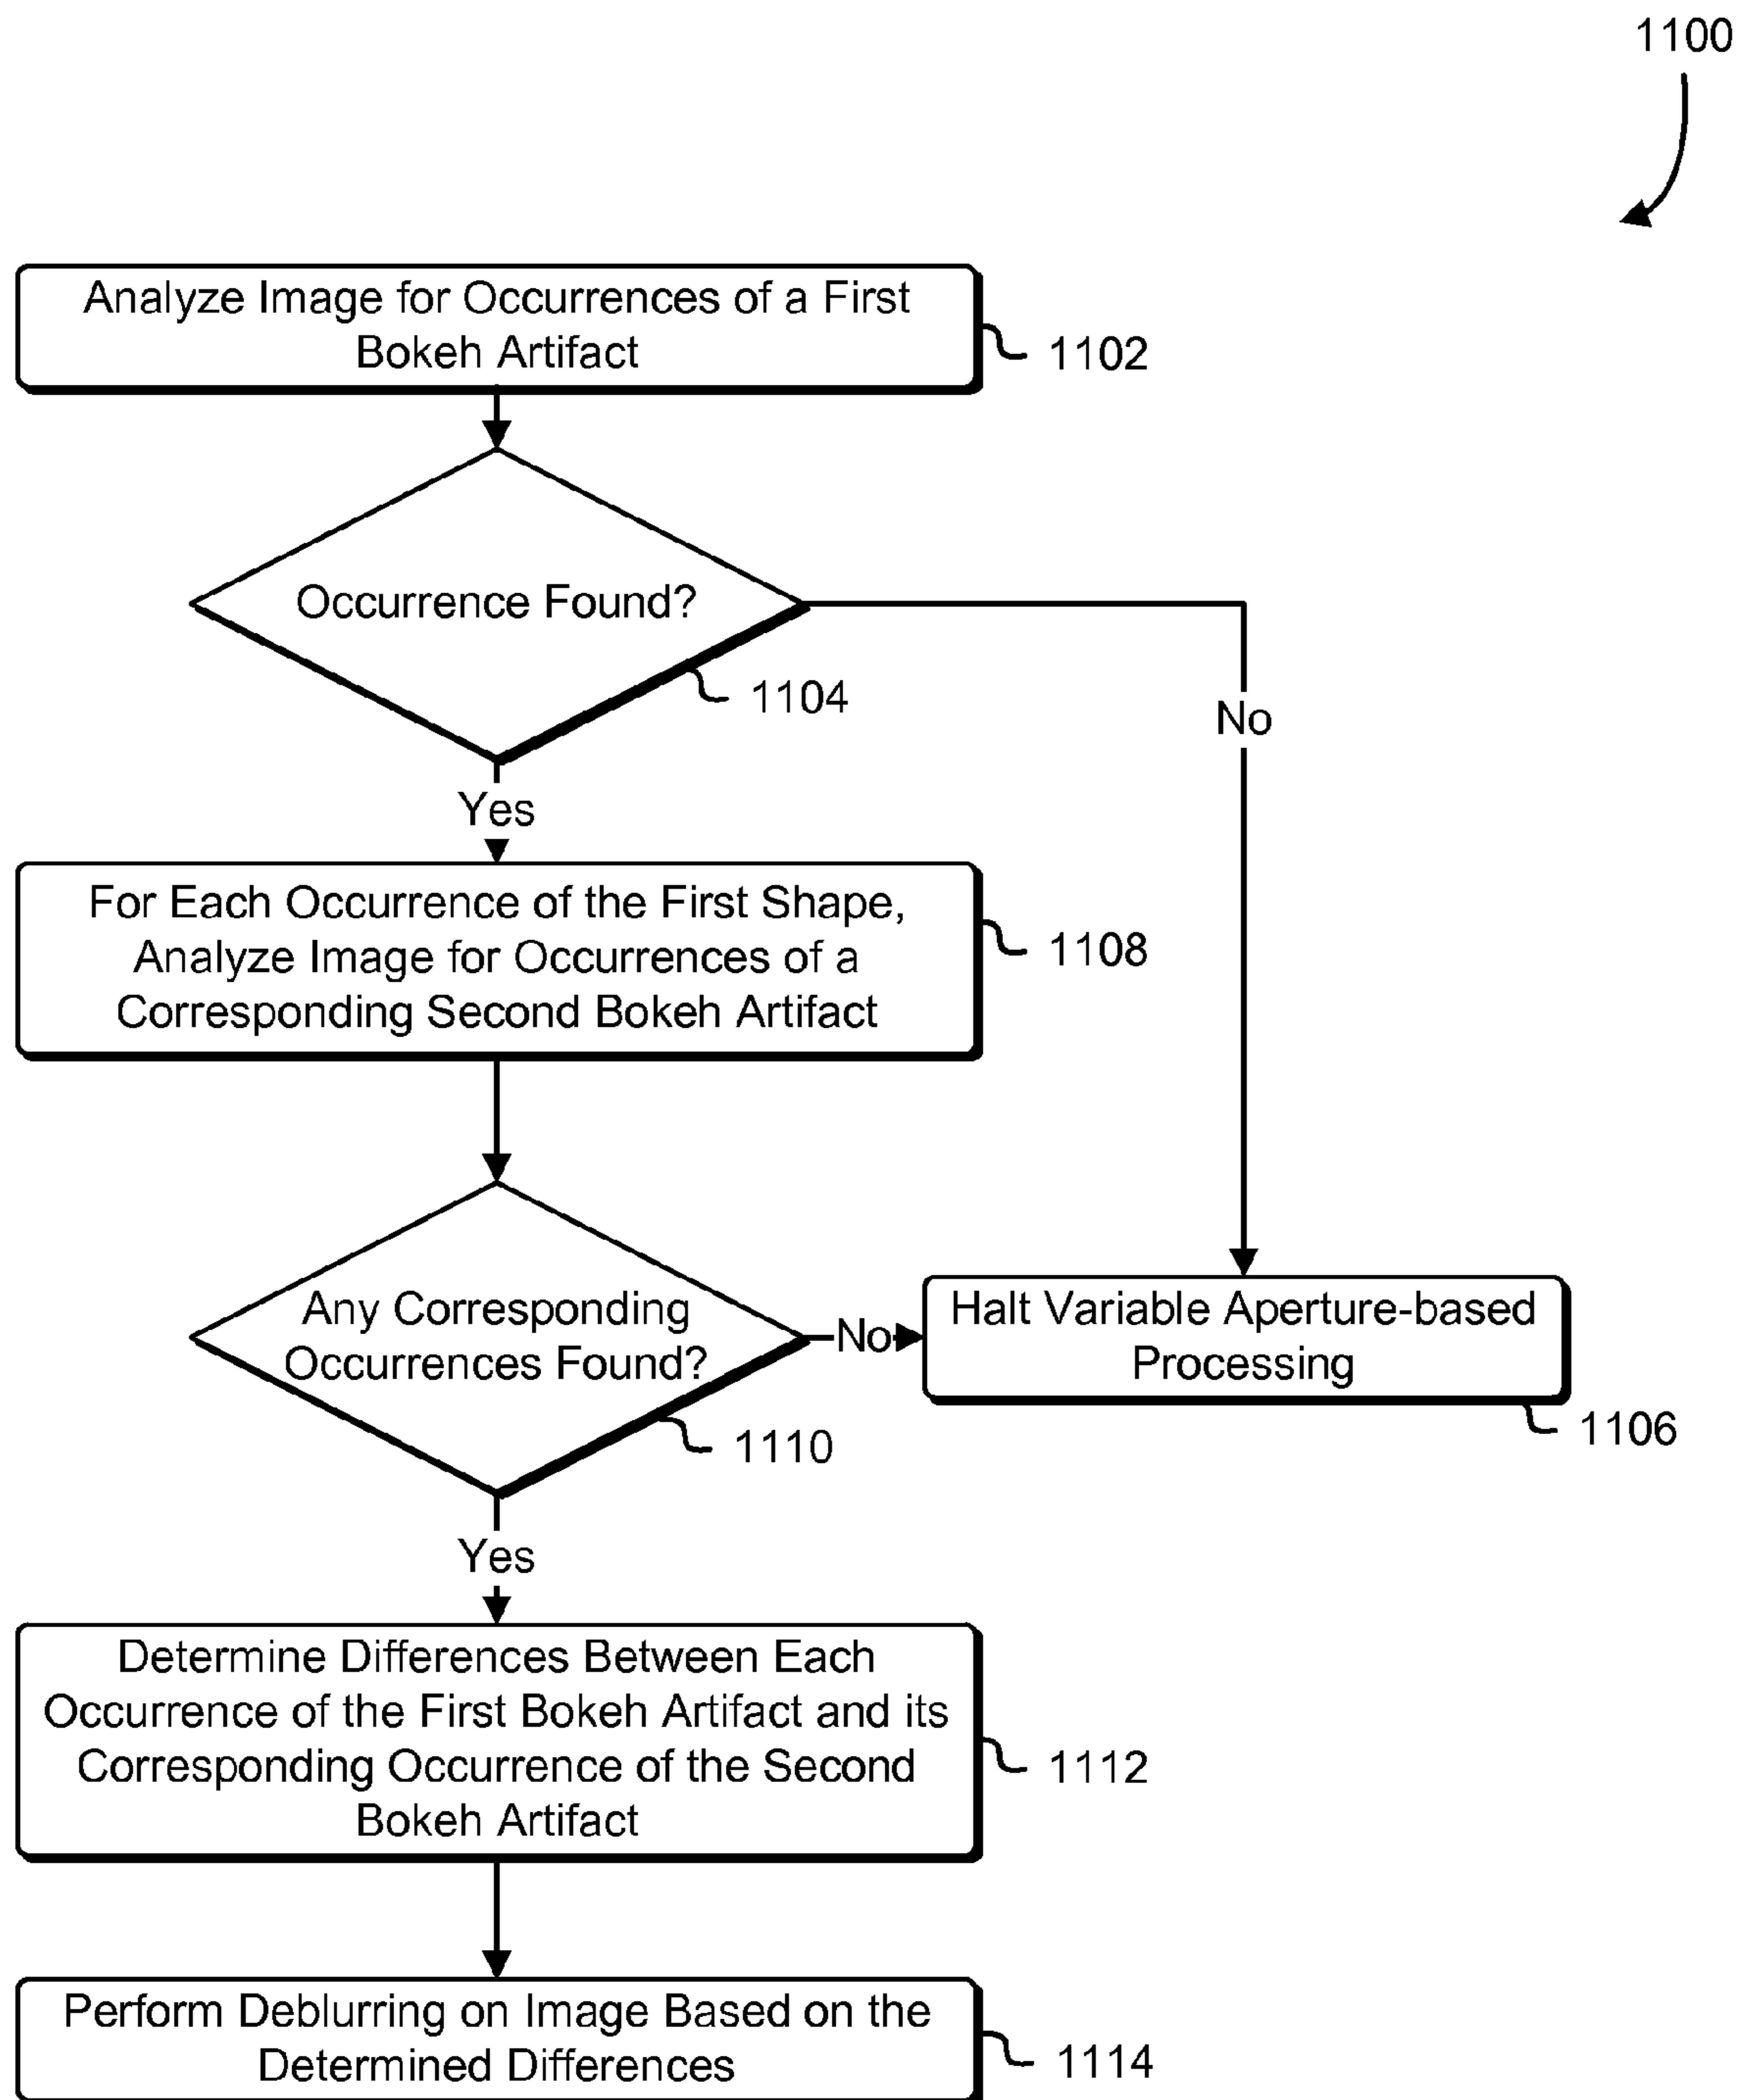 1100
Analyze Image for Occurrences of a First
Bokeh Artifact
1102
Occurrence Found?
1104
No
Yes
For Each Occurrence of the First Shape,
Analyze Image for Occurrences of a
Corresponding Second Bokeh Artifact
1108
Any Corresponding
Occurrences Found?
1110
No
Halt Variable Aperture-based
Processing
1106
Yes
Determine Differences Between Each
Occurrence of the First Bokeh Artifact and its
Corresponding Occurrence of the Second
Bokeh Artifact
1112
Perform Deblurring on Image Based on the
Determined Differences
1114